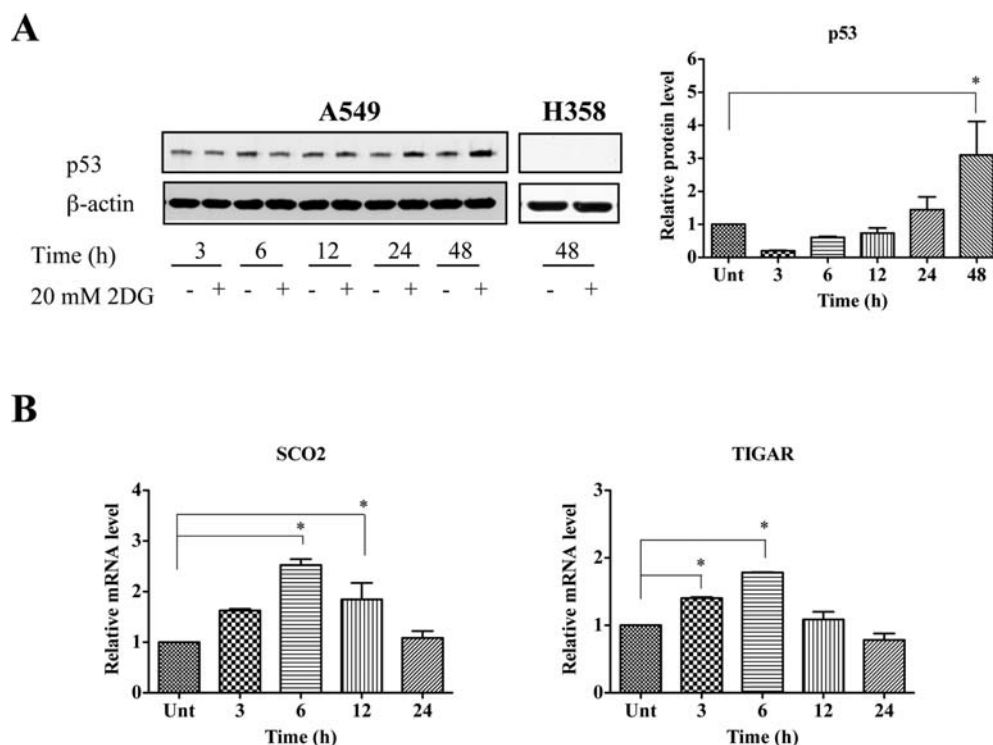 A
A549
H358
p53
β-actin
Time (h)
3 6 12 24 48 48
20 mM 2DG
- + - + - + - + - + - +
p53
Relative protein level
6
5
4
3
2
1
0
*
Unt 3 6 12 24 48
Time (h)
B
SCO2
Relative mRNA level
4
3
2
1
0
*
*
Unt 3 6 12 24
Time (h)
TIGAR
Relative mRNA level
3
2
1
0
*
*
Unt 3 6 12 24
Time (h)